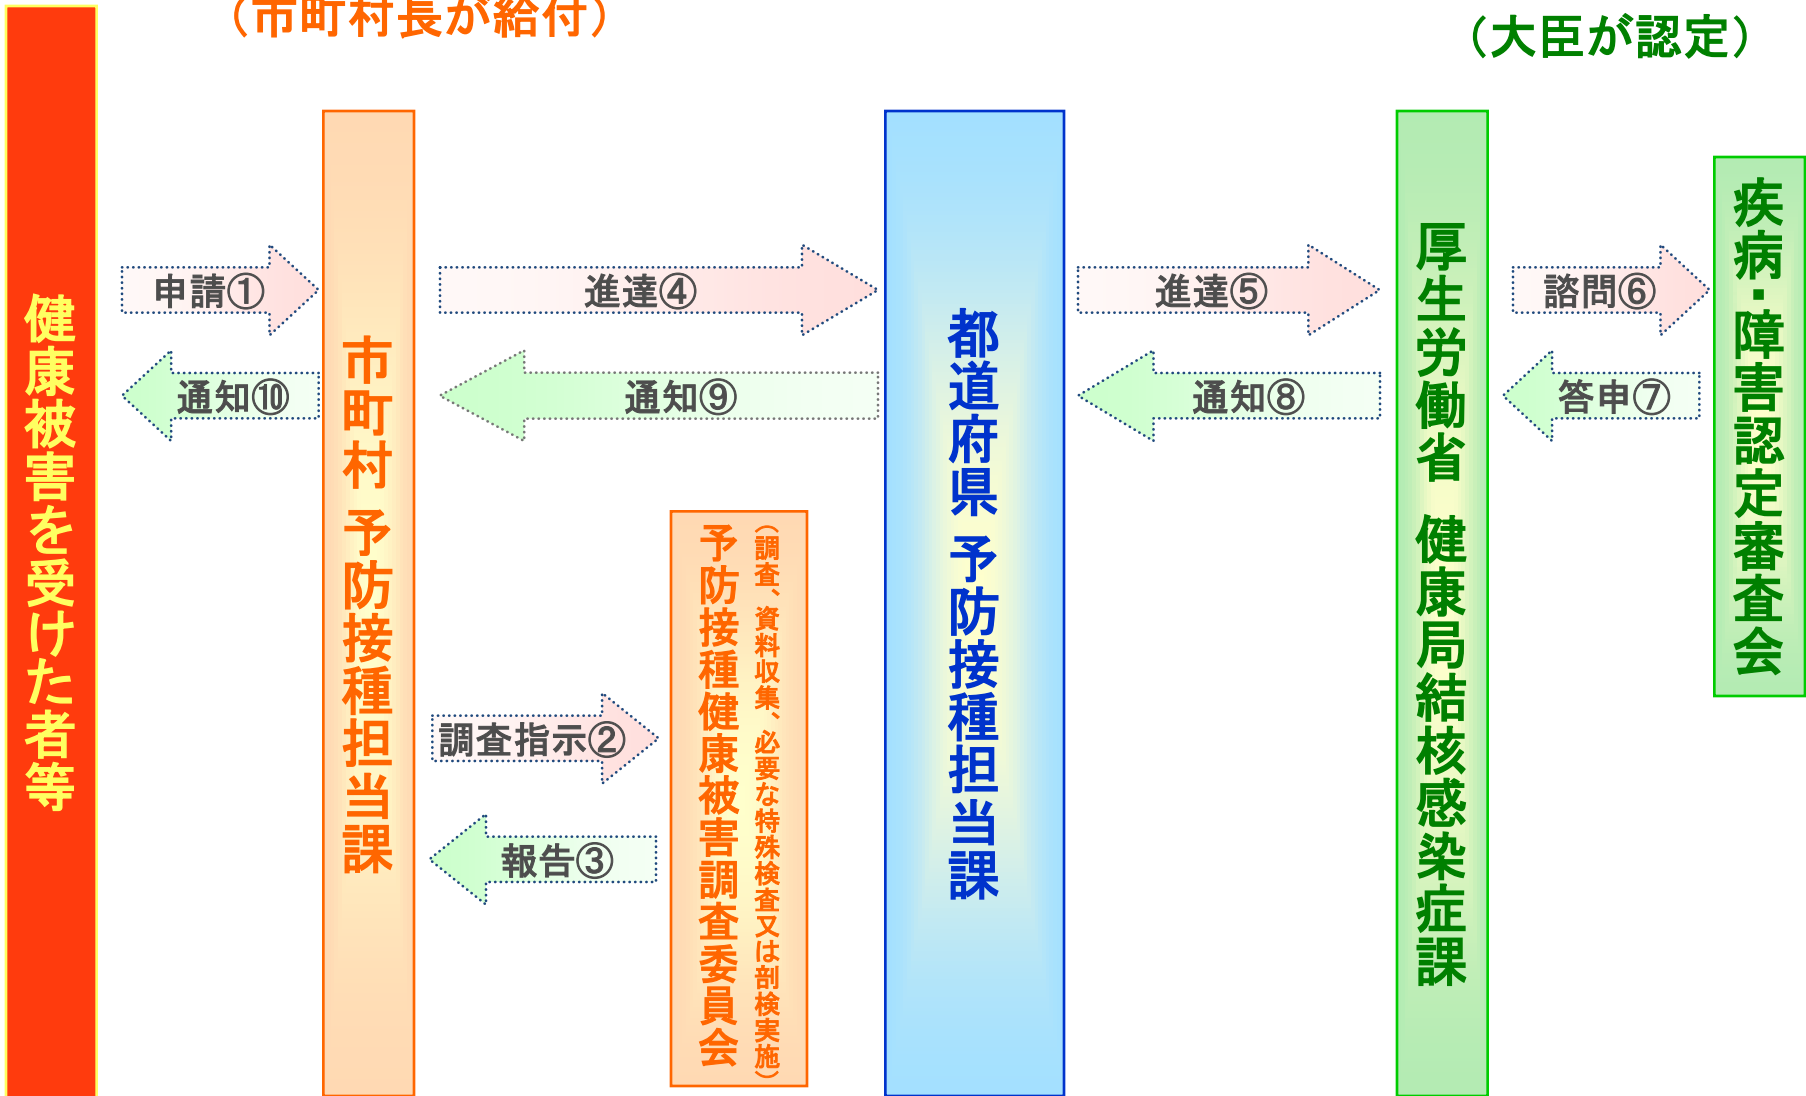 （市町村長が給付）
（大臣が認定）
健康被害を受けた者等
申請①
通知⑩
市町村 予防接種担当課
進達④
通知⑨
調査指示②
報告③
予防接種健康被害調査委員会
（調査、資料収集、必要な特殊検査又は剖検実施）
都道府県 予防接種担当課
進達⑤
通知⑧
厚生労働省 健康局結核感染症課
諮問⑥
答申⑦
疾病・障害認定審査会